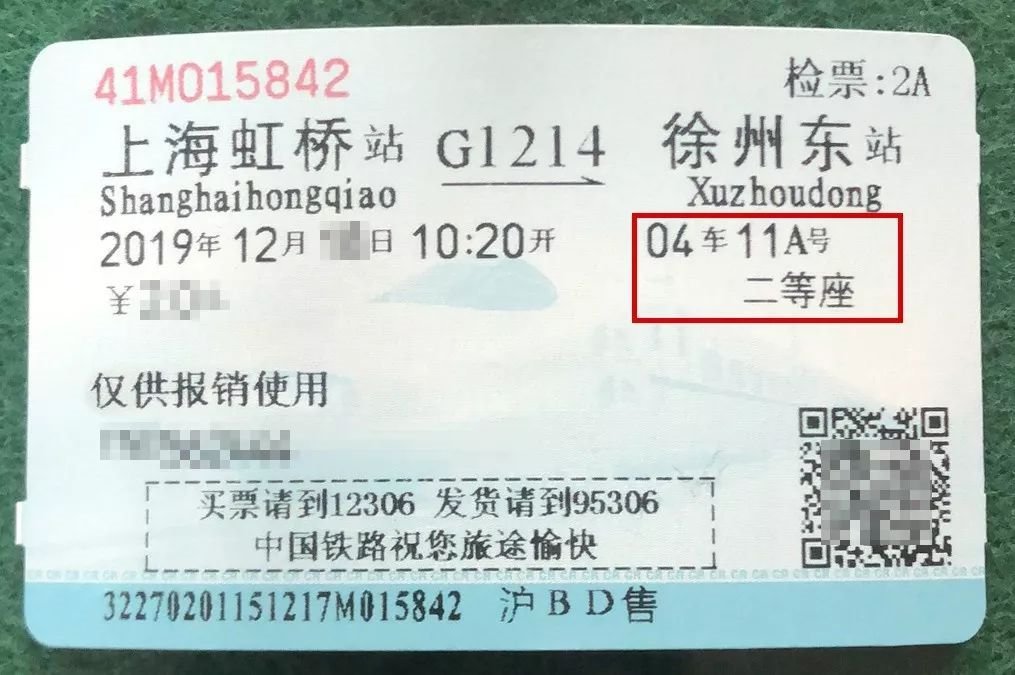 41M015842 检票:2A
上海虹桥站 G1214 徐州东站
Shanghaihongqiao Xuzhoudong
2019年12月 日 10:20开 04车11A号
¥ 二等座
仅供报销使用
买票请到12306 发货请到95306
中国铁路祝您旅途愉快
32270201151217M015842 沪BD售